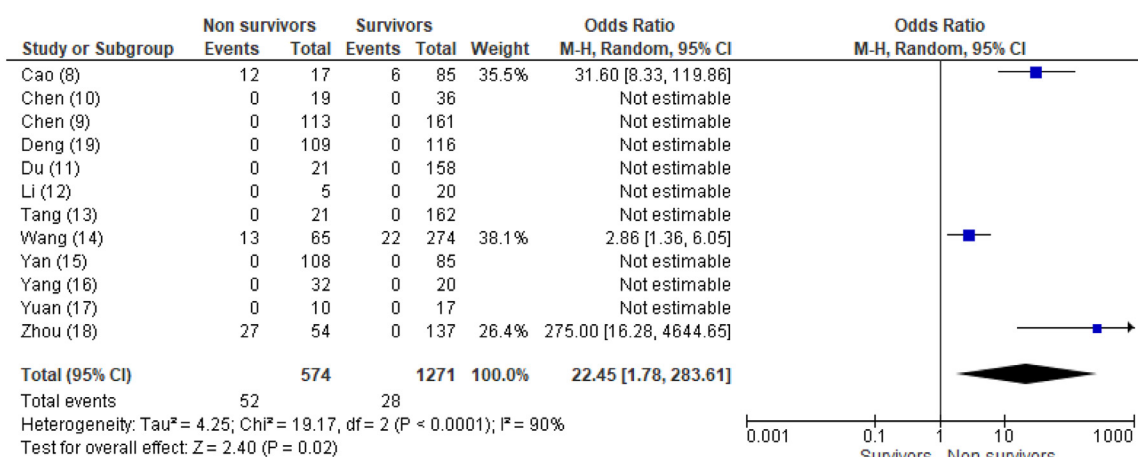 Non survivors Survivors Odds Ratio Odds Ratio
Study or Subgroup Events Total Events Total Weight M-H, Random, 95% CI M-H, Random, 95% CI
Cao (8) 12 17 6 85 35.5% 31.60 [8.33, 119.86]
Chen (10) 0 19 0 36 Not estimable
Chen (9) 0 113 0 161 Not estimable
Deng (19) 0 109 0 116 Not estimable
Du (11) 0 21 0 158 Not estimable
Li (12) 0 5 0 20 Not estimable
Tang (13) 0 21 0 162 Not estimable
Wang (14) 13 65 22 274 38.1% 2.86 [1.36, 6.05]
Yan (15) 0 108 0 85 Not estimable
Yang (16) 0 32 0 20 Not estimable
Yuan (17) 0 10 0 17 Not estimable
Zhou (18) 27 54 0 137 26.4% 275.00 [16.28, 4644.65]
Total (95% CI) 574 1271 100.0% 22.45 [1.78, 283.61]
Total events 52 28
Heterogeneity: Tau² = 4.25; Chi² = 19.17, df = 2 (P < 0.0001); I² = 90%
Test for overall effect: Z = 2.40 (P = 0.02)
0.001 0.1 1 10 1000
Survivors Non survivors